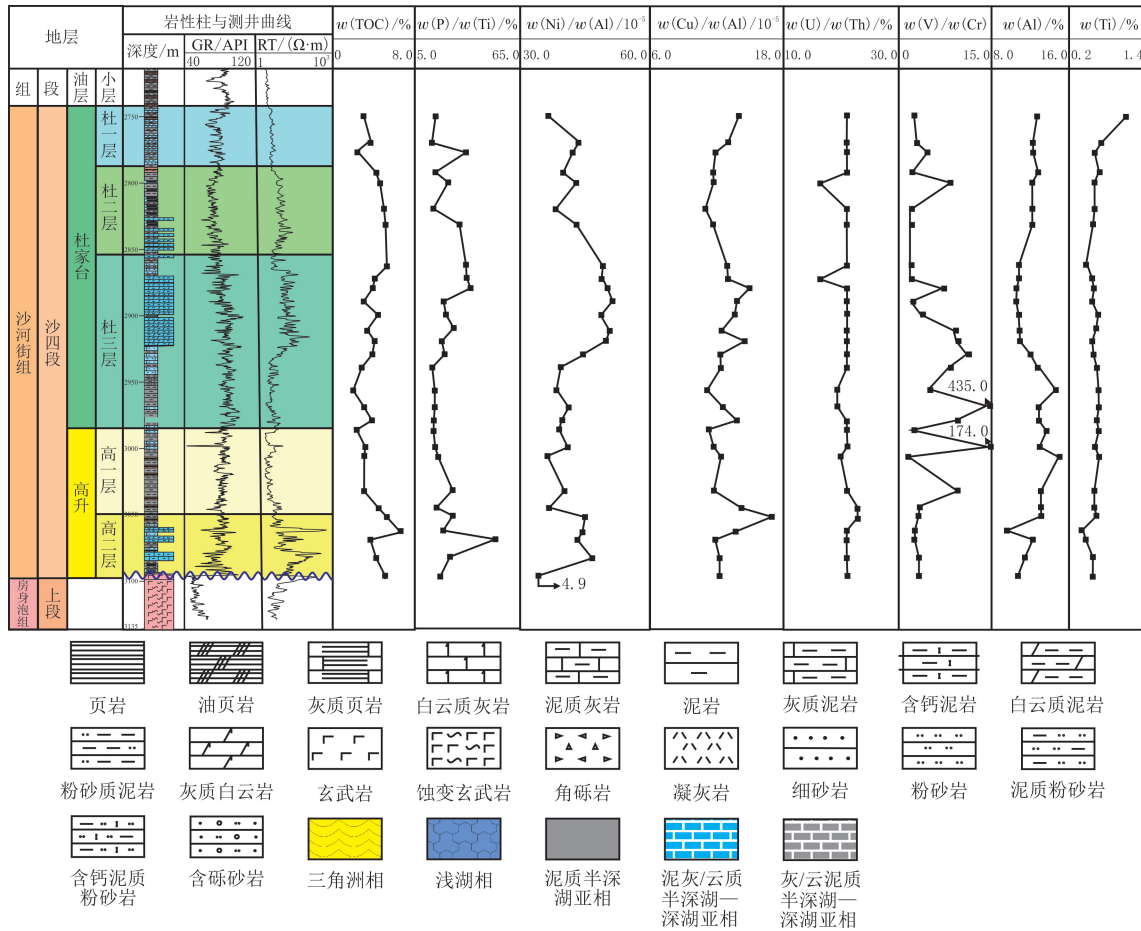 地层
岩性柱与测井曲线
w(TOC)/%
w(P)/w(Ti)/%
w(Ni)/w(Al)/10⁻⁵
w(Cu)/w(Al)/10⁻⁵
w(U)/w(Th)/%
w(V)/w(Cr)
w(Al)/%
w(Ti)/%
深度/m
GR/API
RT/(Ω·m)
40 120
1 10³
0 8.0
5.0 65.0
30.0 60.0
6.0 18.0
10.0 30.0
0 15.0
8.0 16.0
0.2 1.4
组
段
油层
小层
沙河街组
沙四段
杜家台
高升
杜一层
杜二层
杜三层
高一层
高二层
房身泡组
上段
2750
2800
2850
2900
2950
3000
3050
3100
3135
435.0
174.0
4.9
页岩
油页岩
灰质页岩
白云质灰岩
泥质灰岩
泥岩
灰质泥岩
含钙泥岩
白云质泥岩
粉砂质泥岩
灰质白云岩
玄武岩
蚀变玄武岩
角砾岩
凝灰岩
细砂岩
粉砂岩
泥质粉砂岩
含钙泥质
粉砂岩
含砾砂岩
三角洲相
浅湖相
泥质半深
湖亚相
泥灰/云质
半深湖—
深湖亚相
灰/云泥质
半深湖—
深湖亚相